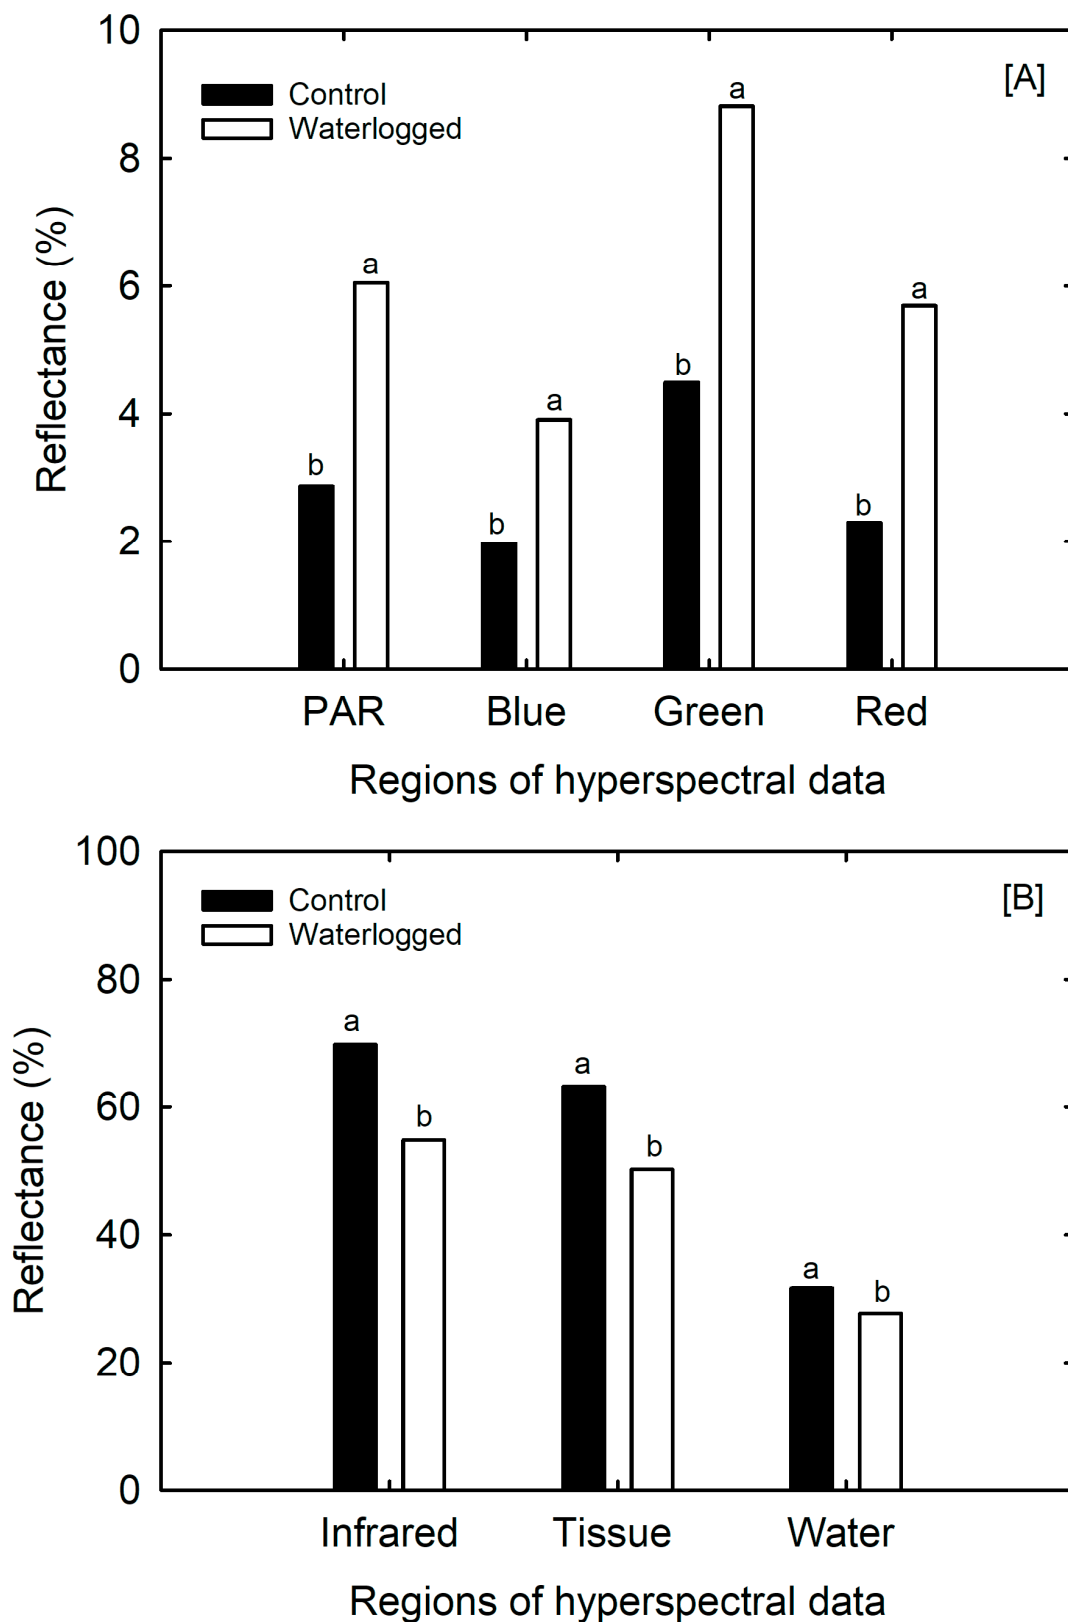 10
[A]
Control
Waterlogged
a
8
Reflectance (%)
a
6
a
b
4
a
b
b
b
2
0
PAR Blue Green Red
Regions of hyperspectral data
100
[B]
Control
Waterlogged
80
a
a
Reflectance (%)
60
b
b
40
a
b
20
0
Infrared Tissue Water
Regions of hyperspectral data